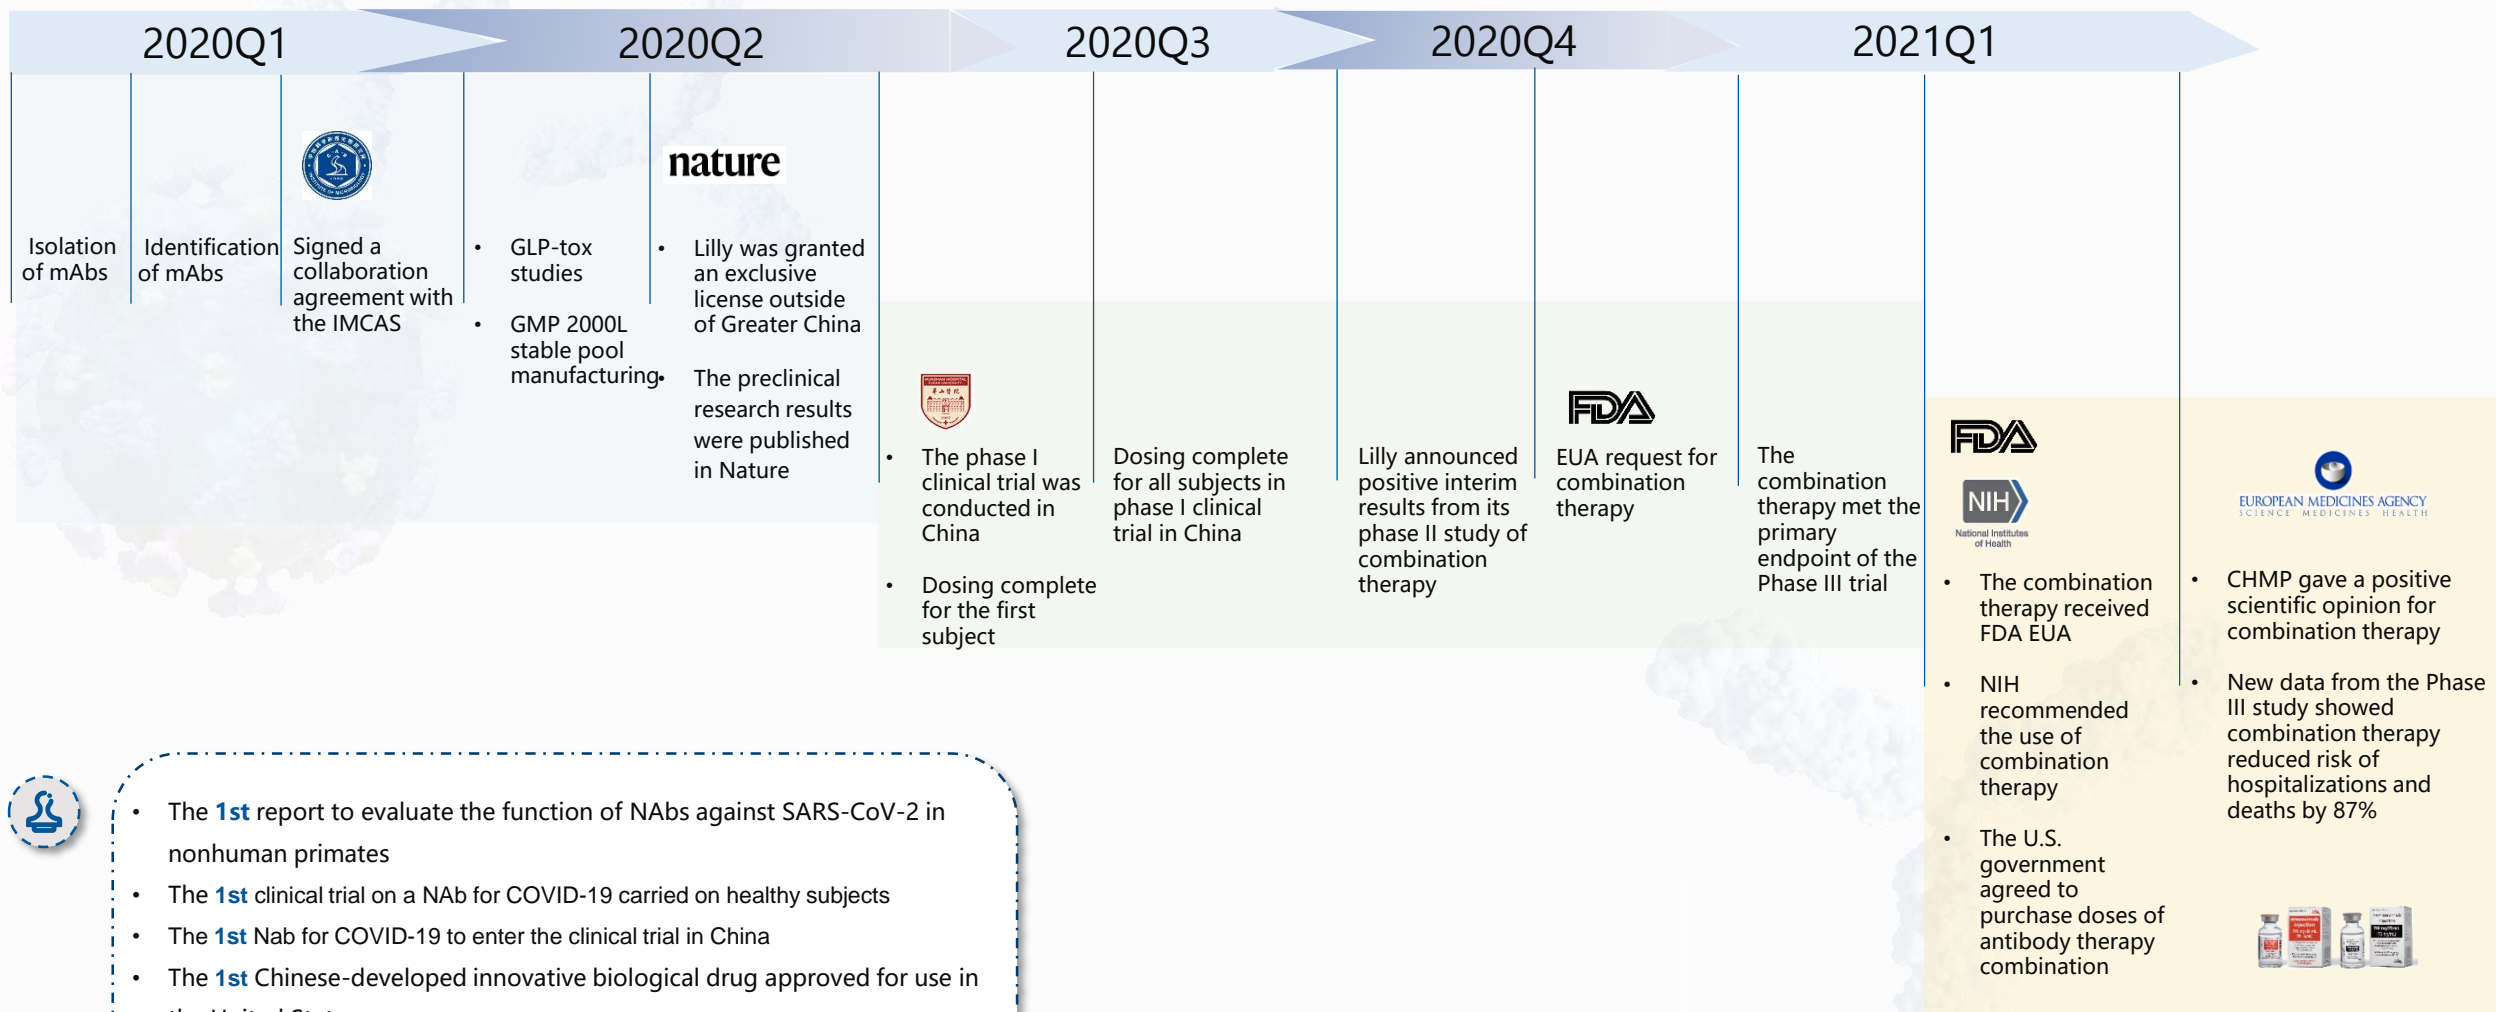 2020Q1
2020Q2
2020Q3
2020Q4
2021Q1
Isolation
of mAbs
Identification
of mAbs
Signed a
collaboration
agreement with
the IMCAS
• GLP-tox
studies
• GMP 2000L
stable pool
manufacturing
nature
• Lilly was granted
an exclusive
license outside
of Greater China
• The preclinical
research results
were published
in Nature
• The phase I
clinical trial was
conducted in
China
• Dosing complete
for the first
subject
Dosing complete
for all subjects in
phase I clinical
trial in China
Lilly announced
positive interim
results from its
phase II study of
combination
therapy
FDA
EUA request for
combination
therapy
The
combination
therapy met the
primary
endpoint of the
Phase III trial
FDA
NIH
National Institutes
of Health
• The combination
therapy received
FDA EUA
• NIH
recommended
the use of
combination
therapy
• The U.S.
government
agreed to
purchase doses of
antibody therapy
combination
EUROPEAN MEDICINES AGENCY
SCIENCE MEDICINES HEALTH
• CHMP gave a positive
scientific opinion for
combination therapy
• New data from the Phase
III study showed
combination therapy
reduced risk of
hospitalizations and
deaths by 87%
• The 1st report to evaluate the function of NAbs against SARS-CoV-2 in
nonhuman primates
• The 1st clinical trial on a NAb for COVID-19 carried on healthy subjects
• The 1st Nab for COVID-19 to enter the clinical trial in China
• The 1st Chinese-developed innovative biological drug approved for use in